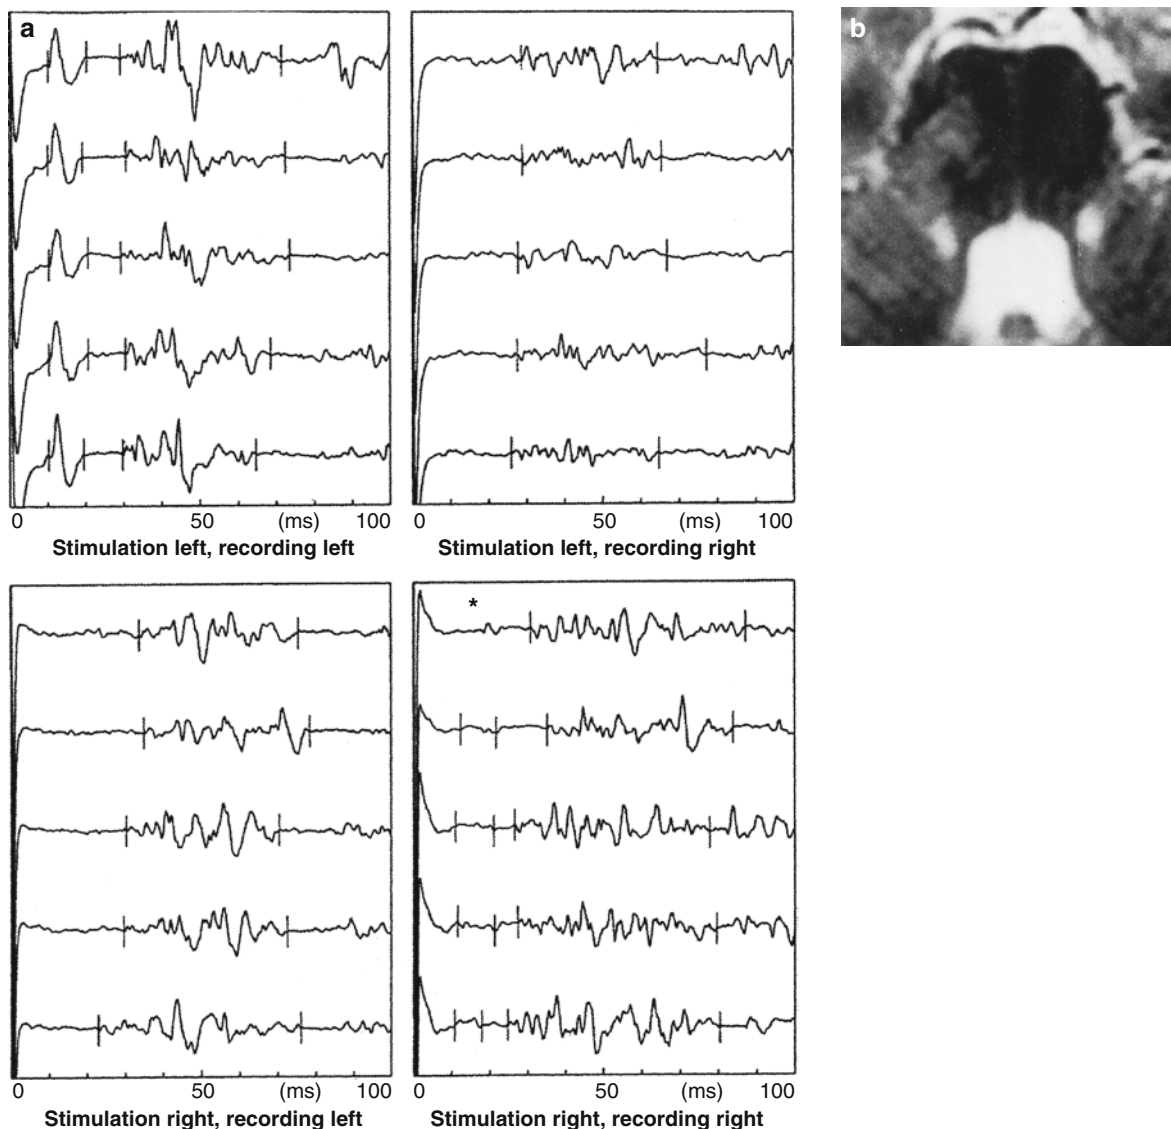 a
b
0 50 (ms) 100
Stimulation left, recording left
0 50 (ms) 100
Stimulation left, recording right
*
0 50 (ms) 100
Stimulation right, recording left
0 50 (ms) 100
Stimulation right, recording right